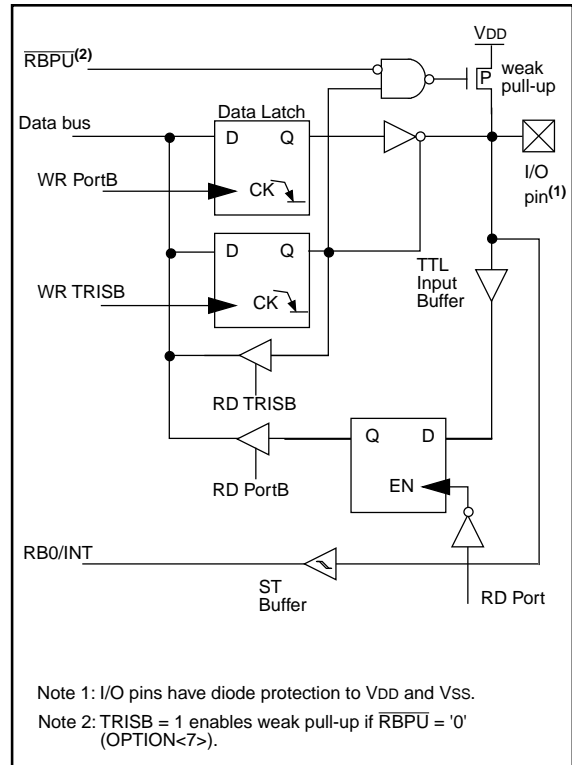 VDD
RBPU(2)
P
weak
pull-up
Data Latch
Data bus
D Q
I/O
pin(1)
WR PortB
CK
D Q
TTL
Input
Buffer
WR TRISB
CK
RD TRISB
Q D
RD PortB
EN
RB0/INT
ST
Buffer
RD Port
Note 1: I/O pins have diode protection to VDD and VSS.
Note 2: TRISB = 1 enables weak pull-up if RBPU = '0'
(OPTION<7>).